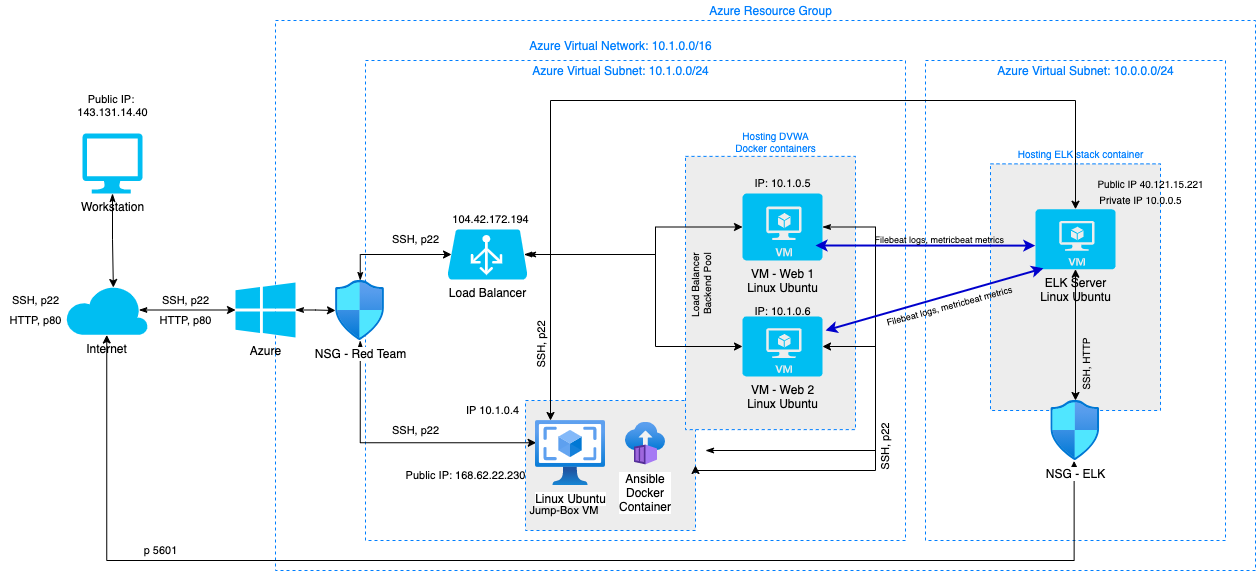 Azure Resource Group
Azure Virtual Network: 10.1.0.0/16
Azure Virtual Subnet: 10.1.0.0/24
Azure Virtual Subnet: 10.0.0.0/24
Public IP:
143.131.14.40
Workstation
SSH, p22
HTTP, p80
Internet
SSH, p22
HTTP, p80
Azure
NSG - Red Team
SSH, p22
104.42.172.194
Load Balancer
SSH, p22
IP 10.1.0.4
Public IP: 168.62.22.230
Linux Ubuntu
Jump-Box VM
Ansible
Docker
Container
SSH, p22
Hosting DVWA
Docker containers
IP: 10.1.0.5
VM
VM - Web 1
Linux Ubuntu
Load Balancer
Backend Pool
IP: 10.1.0.6
VM
VM - Web 2
Linux Ubuntu
SSH, p22
Filebeat logs, metricbeat metrics
Filebeat logs, metricbeat metrics
Hosting ELK stack container
Public IP 40.121.15.221
Private IP 10.0.0.5
VM
ELK Server
Linux Ubuntu
SSH, HTTP
NSG - ELK
p 5601